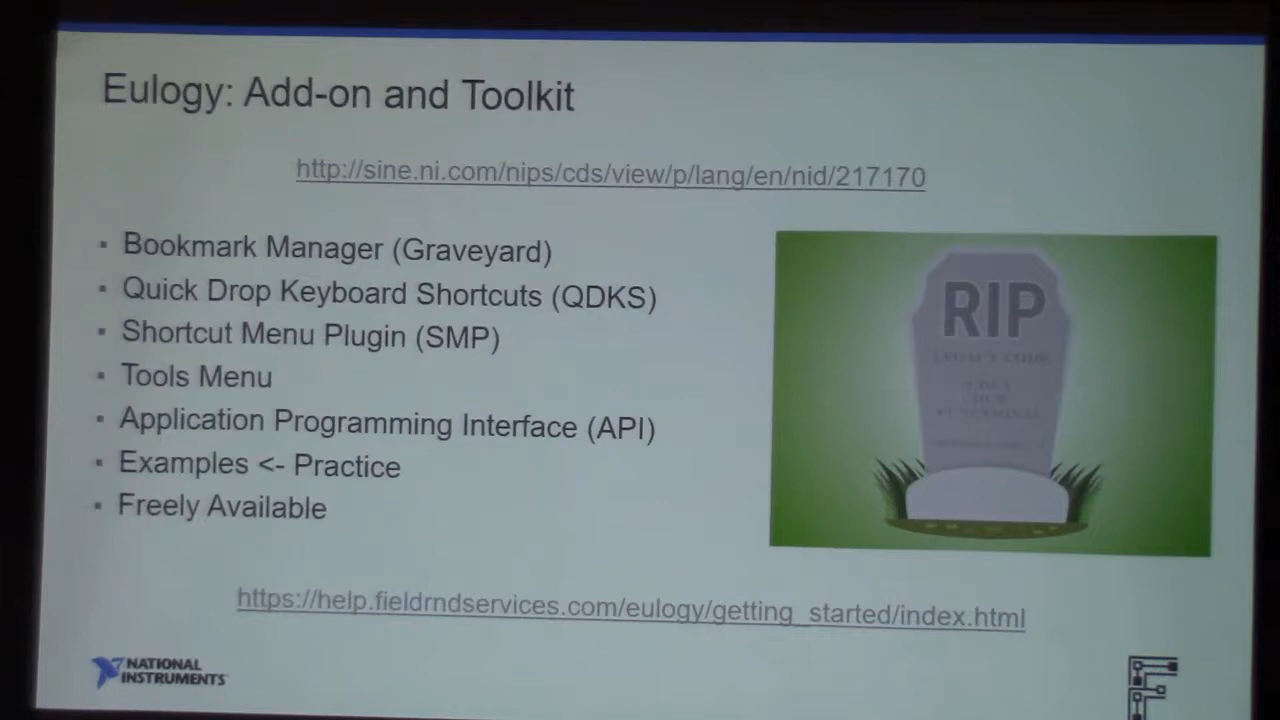 Eulogy: Add-on and Toolkit
http://sine.ni.com/nips/cds/view/p/lang/en/nid/217170
▪ Bookmark Manager (Graveyard)
▪ Quick Drop Keyboard Shortcuts (QDKS)
▪ Shortcut Menu Plugin (SMP)
▪ Tools Menu
▪ Application Programming Interface (API)
▪ Examples <- Practice
▪ Freely Available
RIP
https://help.fieldrndservices.com/eulogy/getting_started/index.html
NATIONAL
INSTRUMENTS